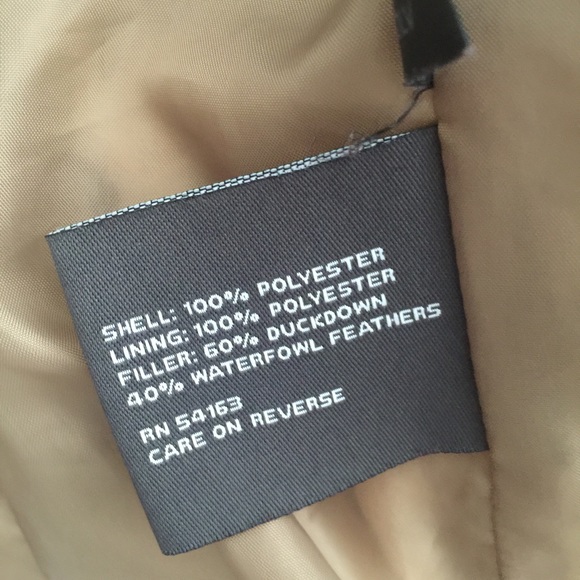 SHELL: 100% POLYESTER
LINING: 100% POLYESTER
FILLER: 60% DUCKDOWN
40% WATERFOWL FEATHERS
RN 54163
CARE ON REVERSE